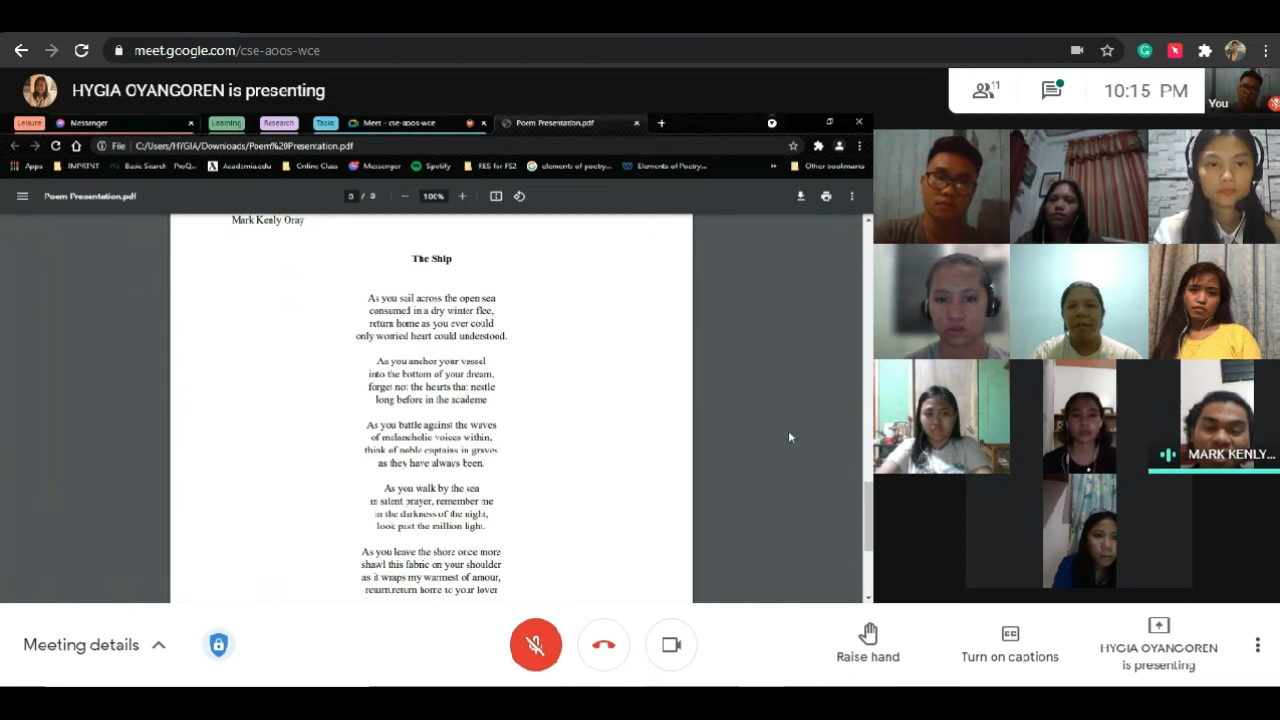 meet.google.com/cse-aoos-wce
HYGIA OYANGOREN is presenting
11
10:15 PM
You
Leisure
Messenger
Learning
Research
Tasks
Meet - cse-aoos-wce
Poem Presentation.pdf
File
C:/Users/HYGIA/Downloads/Poem%20Presentation.pdf
Apps
IMPRINT
Basic Search
ProQ...
Academia.edu
Online Class
Messenger
Spotify
RES for FS2
elements of poetry...
Elements of Poetry...
Other bookmarks
Poem Presentation.pdf
3 / 3
100%
Mark Kenly Oray
The Ship
As you sail across the open sea
consumed in a dry winter flee,
return home as you ever could
only worried heart could understood.
As you anchor your vessel
into the bottom of your dream,
forget not the hearts that nestle
long before in the academe
As you battle against the waves
of melancholic voices within,
think of noble captains in graves
as they have always been.
As you walk by the sea
in silent prayer, remember me
in the darkness of the night,
look past the million light.
As you leave the shore once more
shawl this fabric on your shoulder
as it wraps my warmest of amour,
return,return home to your lover
MARK KENLY...
Meeting details
Raise hand
Turn on captions
HYGIA OYANGOREN
is presenting